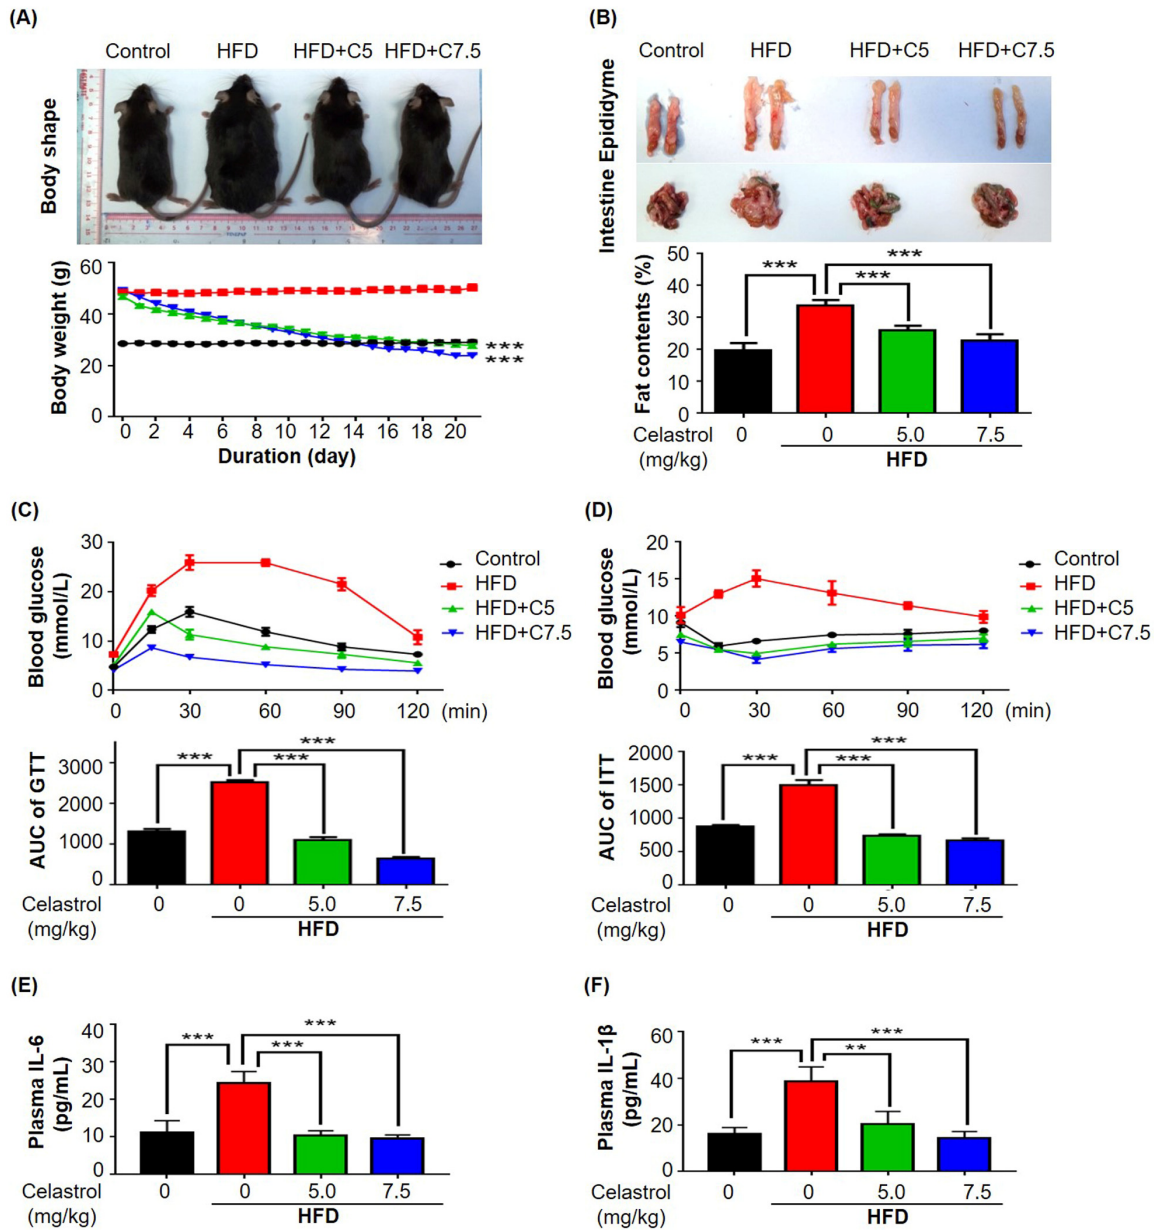 (A)
Control HFD HFD+C5 HFD+C7.5
Body shape
Body weight (g)
60
40
20
0
***
***
0 2 4 6 8 10 12 14 16 18 20
Duration (day)
(B)
Control HFD HFD+C5 HFD+C7.5
Intestine Epididyme
Fat contents (%)
50
40
30
20
10
0
*** *** ***
Celastrol 0 0 5.0 7.5
(mg/kg) HFD
(C)
Blood glucose
(mmol/L)
30
20
10
0
0 30 60 90 120 (min)
Control
HFD
HFD+C5
HFD+C7.5
AUC of GTT
3000
2000
1000
0
*** *** ***
Celastrol 0 0 5.0 7.5
(mg/kg) HFD
(D)
Blood glucose
(mmol/L)
20
15
10
5
0
0 30 60 90 120 (min)
Control
HFD
HFD+C5
HFD+C7.5
AUC of ITT
2000
1500
1000
500
0
*** *** ***
Celastrol 0 0 5.0 7.5
(mg/kg) HFD
(E)
Plasma IL-6
(pg/mL)
40
30
20
10
0
*** *** ***
Celastrol 0 0 5.0 7.5
(mg/kg) HFD
(F)
Plasma IL-1β
(pg/mL)
60
40
20
0
*** ** ***
Celastrol 0 0 5.0 7.5
(mg/kg) HFD